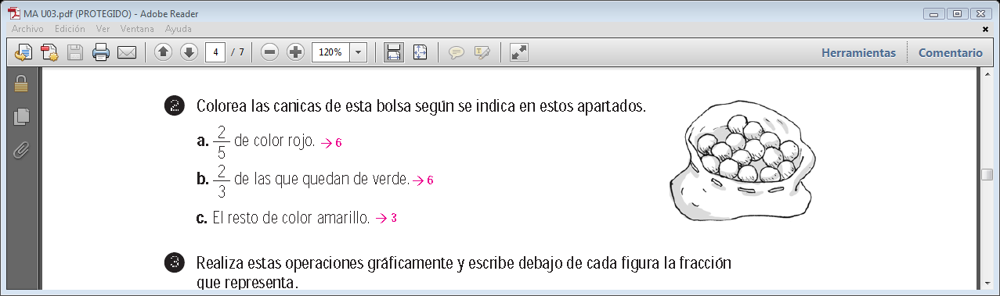 MA U03.pdf (PROTEGIDO) - Adobe Reader
Archivo Edición Ver Ventana Ayuda
4 / 7 120% Herramientas Comentario
2 Colorea las canicas de esta bolsa según se indica en estos apartados.
a. 2/5 de color rojo. → 6
b. 2/3 de las que quedan de verde. → 6
c. El resto de color amarillo. → 3
3 Realiza estas operaciones gráficamente y escribe debajo de cada figura la fracción
que representa.